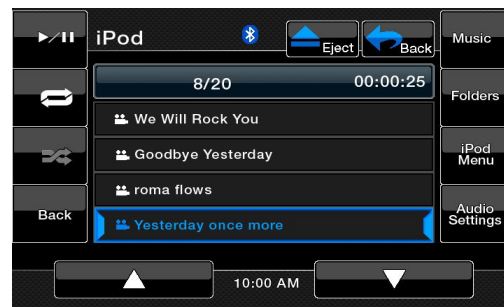 iPod
Eject
Back
Music
8/20 00:00:25
Folders
We Will Rock You
Goodbye Yesterday
iPod
Menu
roma flows
Back
Yesterday once more
Audio
Settings
10:00 AM